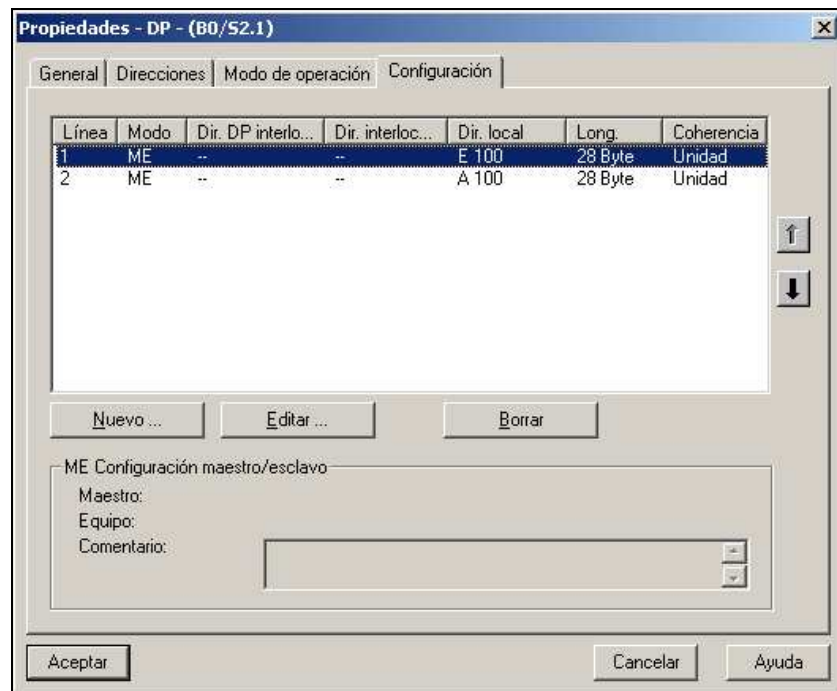 Propiedades - DP - (B0/S2.1)
General Direcciones Modo de operación Configuración
Línea Modo Dir. DP interlo... Dir. interloc... Dir. local Long. Coherencia
1 ME -- -- E 100 28 Byte Unidad
2 ME -- -- A 100 28 Byte Unidad
Nuevo ... Editar ... Borrar
ME Configuración maestro/esclavo
Maestro:
Equipo:
Comentario:
Aceptar Cancelar Ayuda